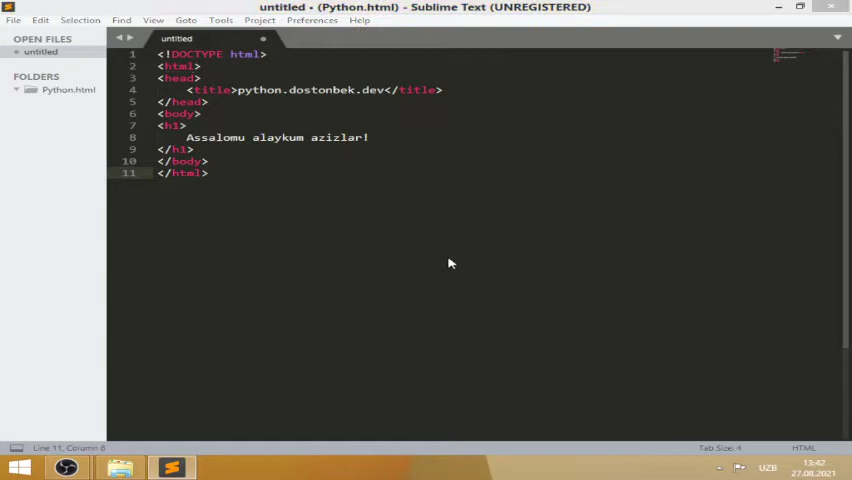 untitled • (Python.html) - Sublime Text (UNREGISTERED)
File Edit Selection Find View Goto Tools Project Preferences Help
OPEN FILES
untitled
FOLDERS
Python.html
untitled
1 <!DOCTYPE html>
2 <html>
3 <head>
4 <title>python.dostonbek.dev</title>
5 </head>
6 <body>
7 <h1>
8 Assalomu alaykum azizlar!
9 </h1>
10 </body>
11 </html>
Line 11, Column 6 Tab Size: 4 HTML
UZB 13:42
27.08.2021